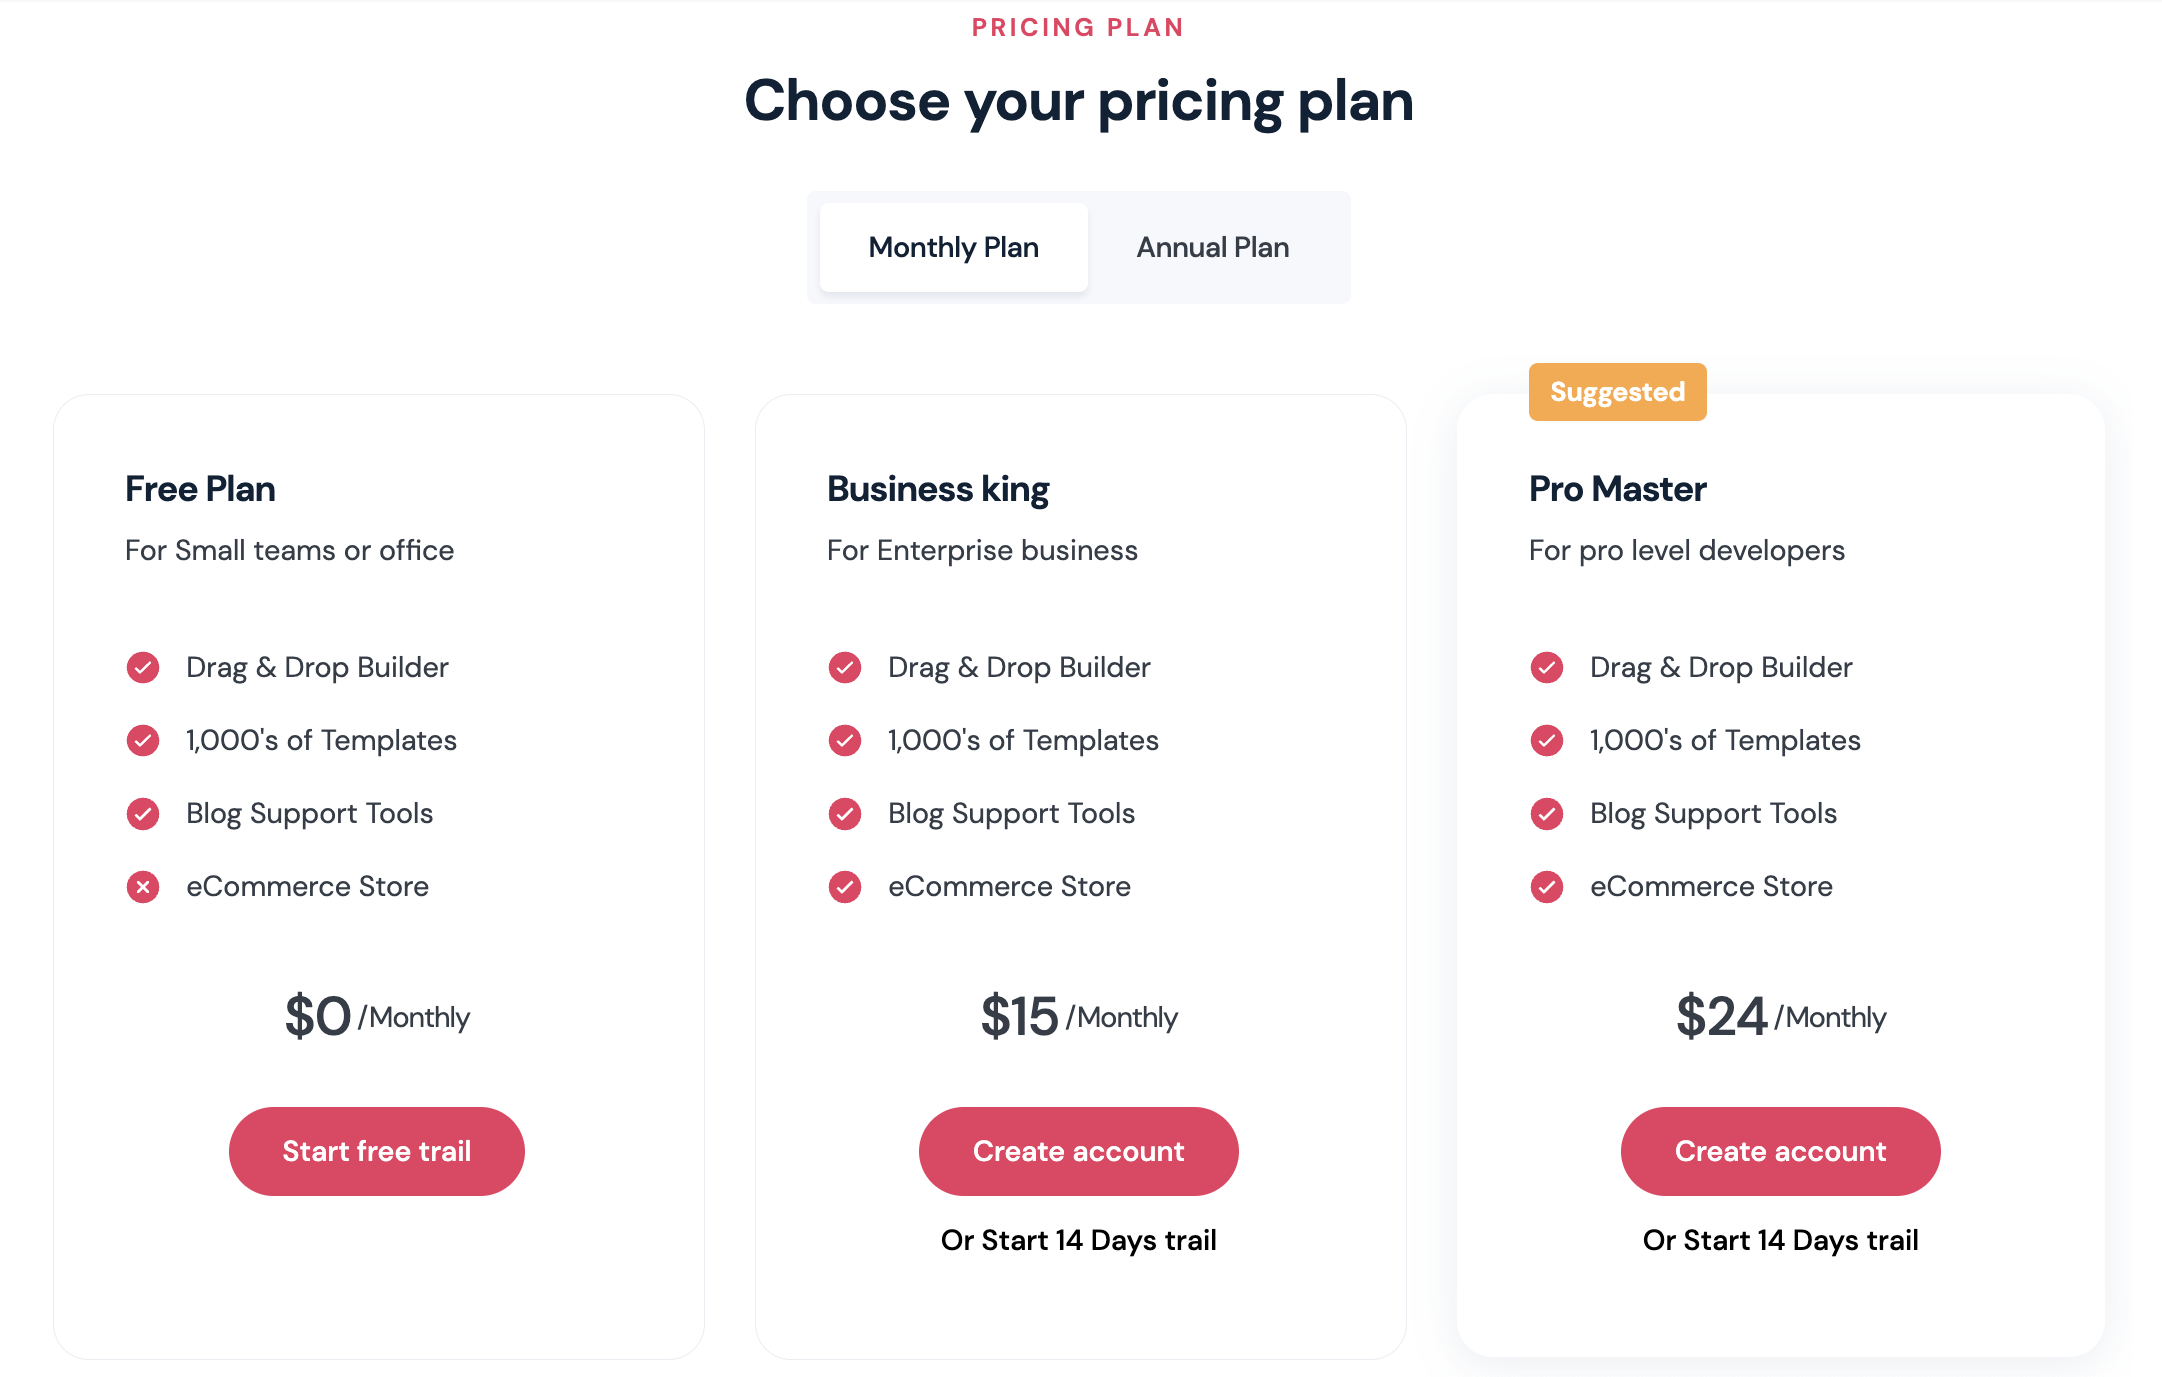 PRICING PLAN
Choose your pricing plan
Monthly Plan
Annual Plan
Free Plan
For Small teams or office
Drag & Drop Builder
1,000's of Templates
Blog Support Tools
eCommerce Store
$0 /Monthly
Start free trail
Business king
For Enterprise business
Drag & Drop Builder
1,000's of Templates
Blog Support Tools
eCommerce Store
$15 /Monthly
Create account
Or Start 14 Days trail
Suggested
Pro Master
For pro level developers
Drag & Drop Builder
1,000's of Templates
Blog Support Tools
eCommerce Store
$24 /Monthly
Create account
Or Start 14 Days trail